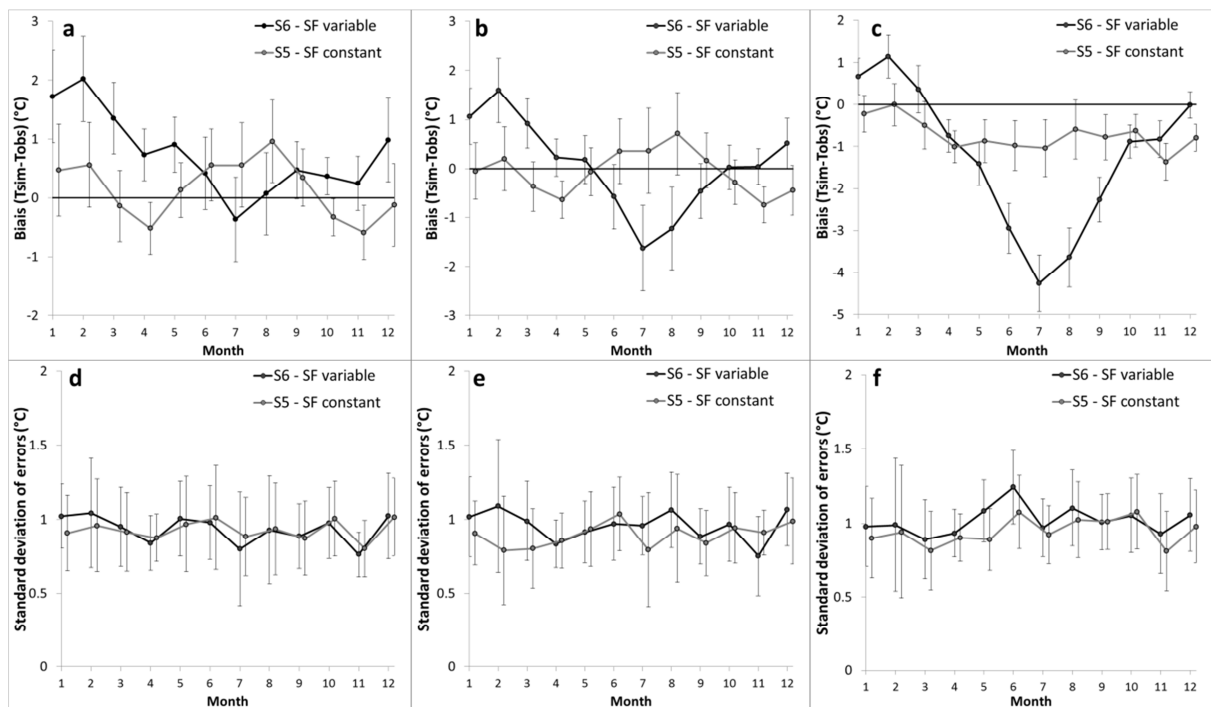 a
S6 - SF variable
S5 - SF constant
Biais (Tsim-Tobs) (°C)
3
2
1
0
-1
-2
1 2 3 4 5 6 7 8 9 10 11 12
Month
b
S6 - SF variable
S5 - SF constant
Biais (Tsim-Tobs) (°C)
3
2
1
0
-1
-2
-3
1 2 3 4 5 6 7 8 9 10 11 12
Month
c
S6 - SF variable
S5 - SF constant
Biais (Tsim-Tobs) (°C)
2
1
0
-1
-2
-3
-4
-5
1 2 3 4 5 6 7 8 9 10 11 12
Month
d
S6 - SF variable
S5 - SF constant
Standard deviation of errors (°C)
2
1.5
1
0.5
0
1 2 3 4 5 6 7 8 9 10 11 12
Month
e
S6 - SF variable
S5 - SF constant
Standard deviation of errors (°C)
2
1.5
1
0.5
0
1 2 3 4 5 6 7 8 9 10 11 12
Month
f
S6 - SF variable
S5 - SF constant
Standard deviation of errors (°C)
2
1.5
1
0.5
0
1 2 3 4 5 6 7 8 9 10 11 12
Month